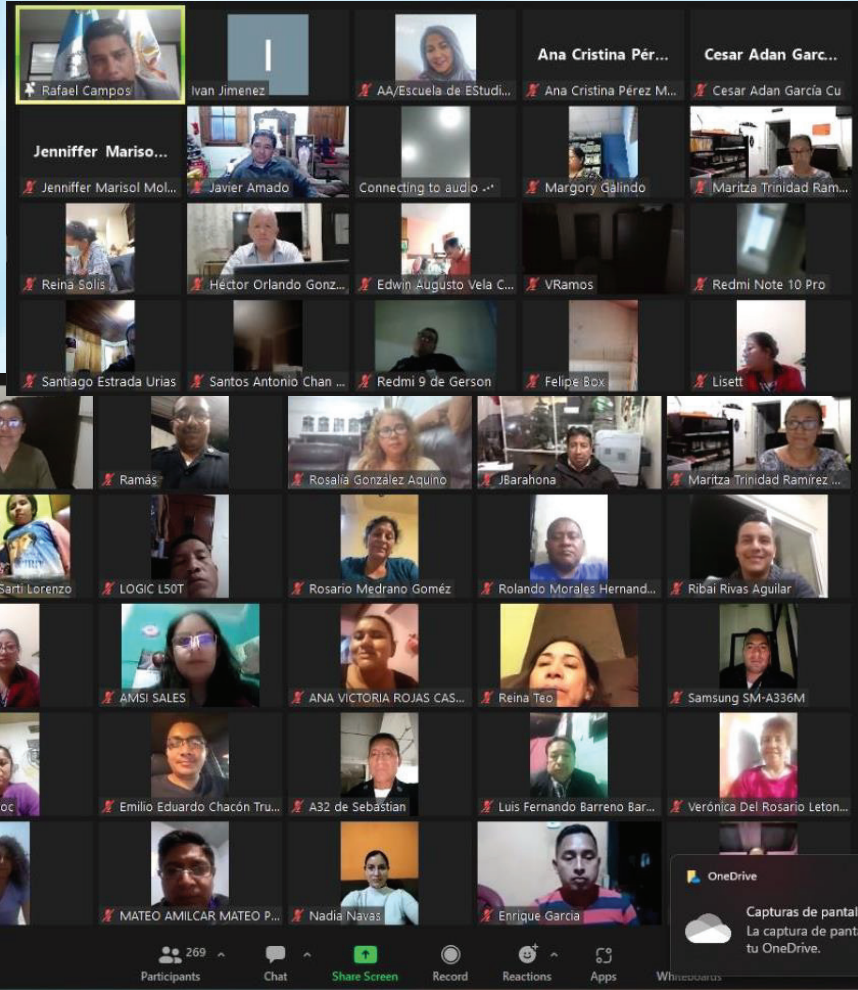 Rafael Campos
I
Ivan Jimenez
AA/Escuela de EStudi...
Ana Cristina Pér...
Ana Cristina Pérez M...
Cesar Adan Garc...
Cesar Adan García Cu
Jenniffer Mariso...
Jenniffer Marisol Mol...
Javier Amado
Connecting to audio
Margory Galindo
Maritza Trinidad Ram...
Reina Solis
Héctor Orlando Gonz...
Edwin Augusto Vela C...
VRamos
Redmi Note 10 Pro
Santiago Estrada Urias
Santos Antonio Chan ...
Redmi 9 de Gerson
Felipe Box
Lisett
Ramás
Rosalía González Aquino
JBarahona
Maritza Trinidad Ramírez ...
Sarti Lorenzo
LOGIC L50T
Rosario Medrano Goméz
Rolando Morales Hernand...
Ribai Rivas Aguilar
AMSI SALES
ANA VICTORIA ROJAS CAS...
Reina Teo
Samsung SM-A336M
oc
Emilio Eduardo Chacón Tru...
A32 de Sebastian
Luis Fernando Barreno Bar...
Verónica Del Rosario Leton...
MATEO AMILCAR MATEO P...
Nadia Navas
Enrique Garcia
OneDrive
Capturas de pantal
La captura de panta
tu OneDrive.
269
Participants
Chat
Share Screen
Record
Reactions
Apps
Whiteboards